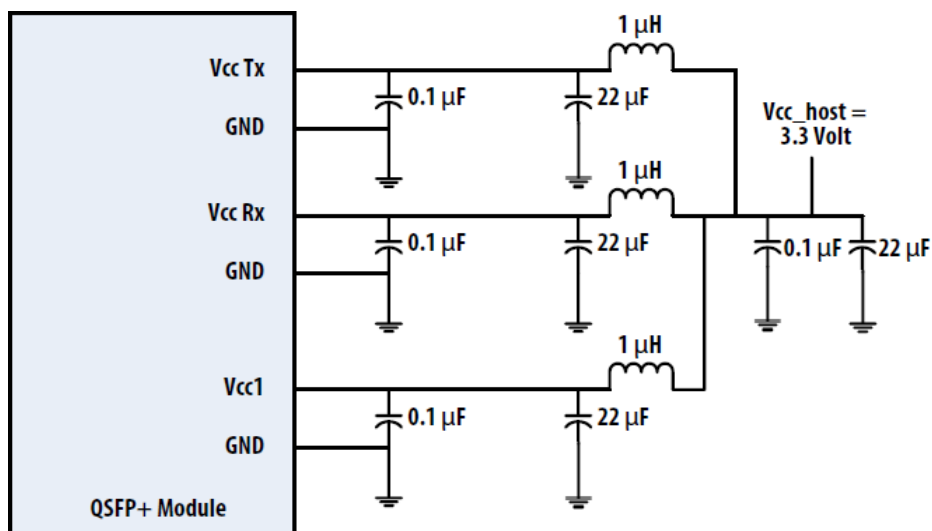 1 µH
Vcc Tx
0.1 µF
22 µF
Vcc_host =
3.3 Volt
GND
1 µH
Vcc Rx
0.1 µF
22 µF
0.1 µF
22 µF
GND
1 µH
Vcc1
0.1 µF
22 µF
GND
QSFP+ Module